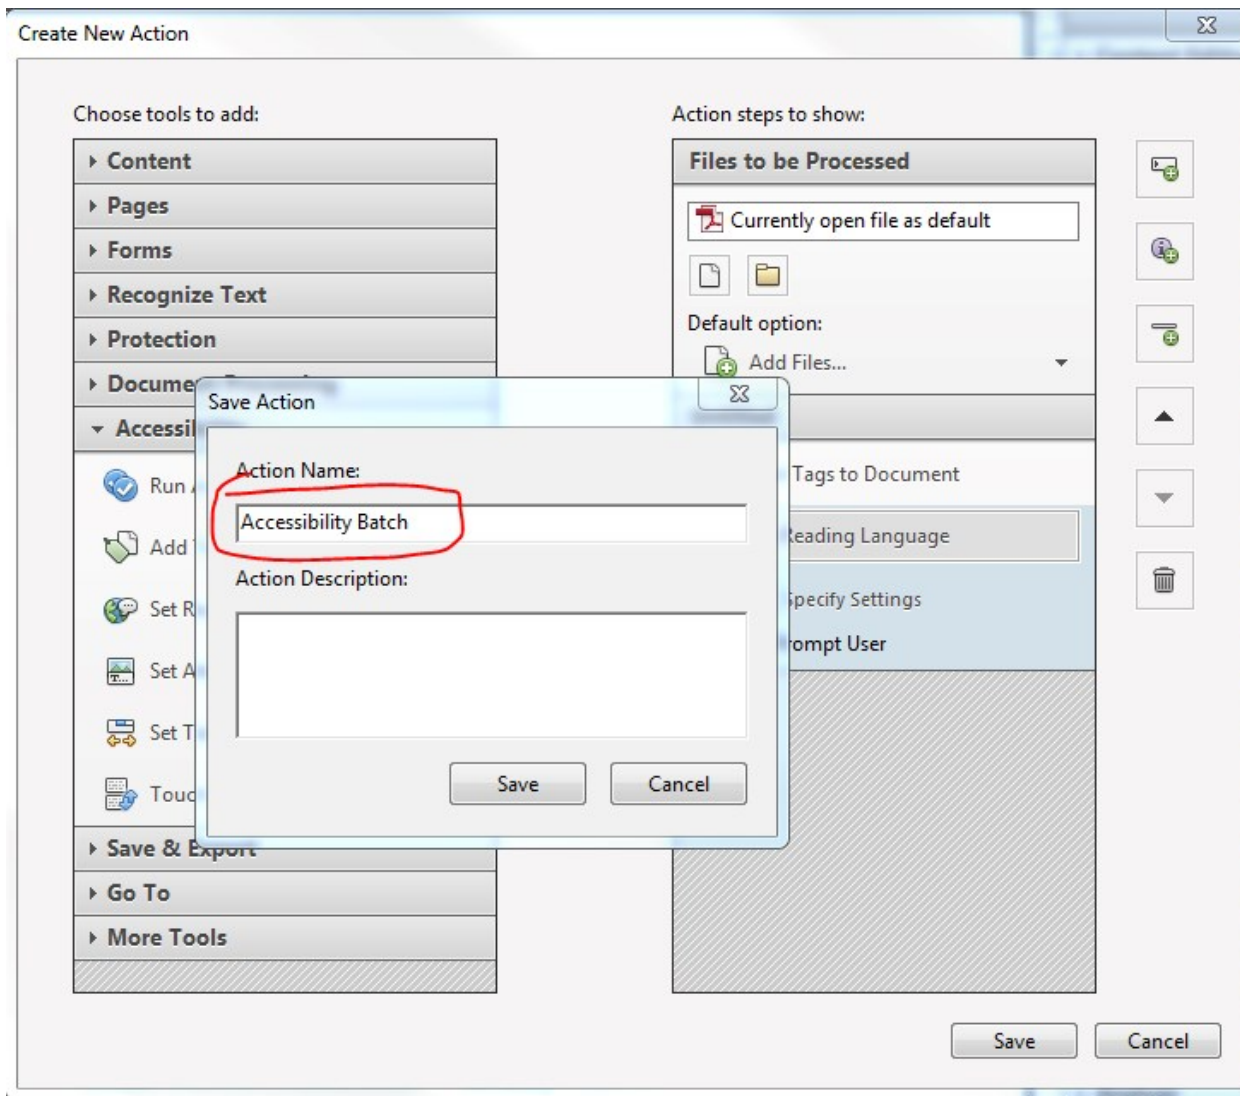 Create New Action
Choose tools to add:
Content
Pages
Forms
Recognize Text
Protection
Accessi
Run
Add
Set R
Set A
Set T
Touc
Save & Export
Go To
More Tools
Save Action
Action Name:
Accessibility Batch
Action Description:
Save
Cancel
Action steps to show:
Files to be Processed
Currently open file as default
Default option:
Add Files...
Tags to Document
Reading Language
Specify Settings
rompt User
Save
Cancel